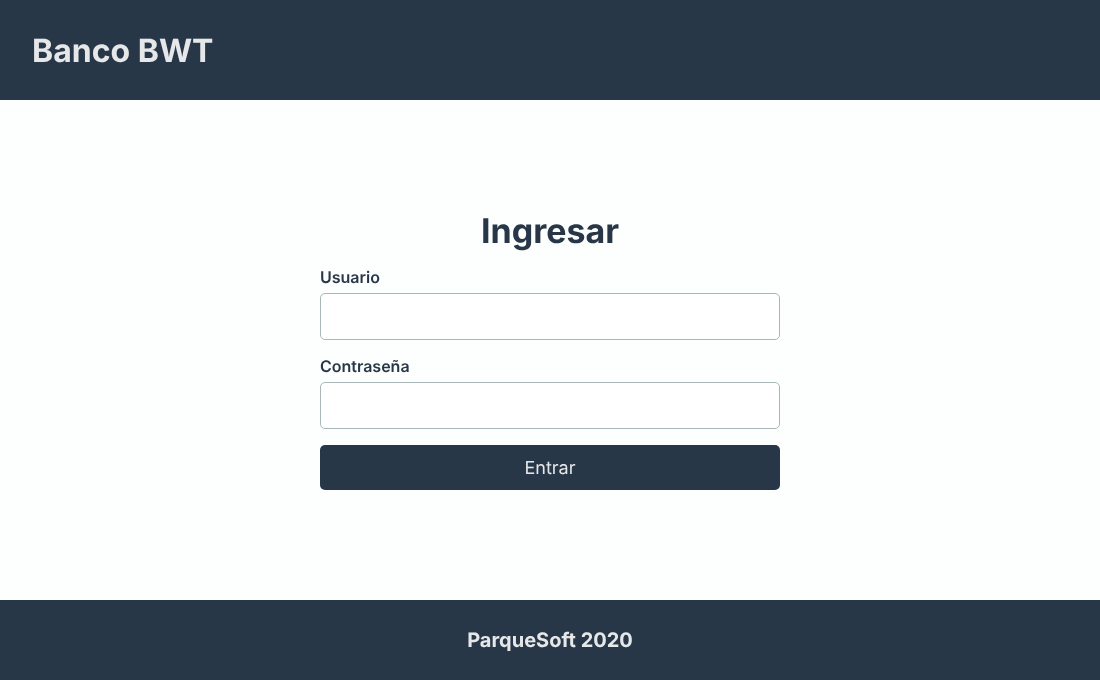 Banco BWT
Ingresar
Usuario
Contraseña
Entrar
ParqueSoft 2020